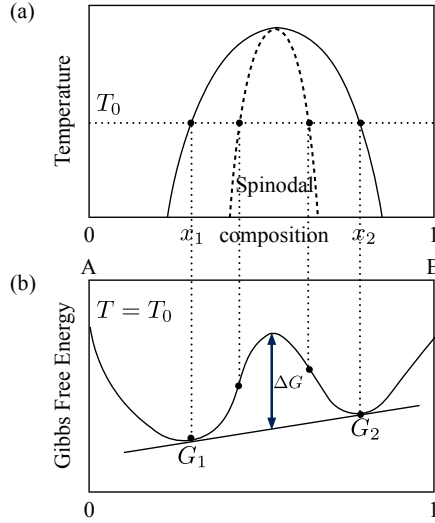 (a)
Temperature
T₀
Spinodal
0 x₁ composition x₂ 1
A B
(b)
Gibbs Free Energy
T = T₀
ΔG
G₁
G₂
0 1